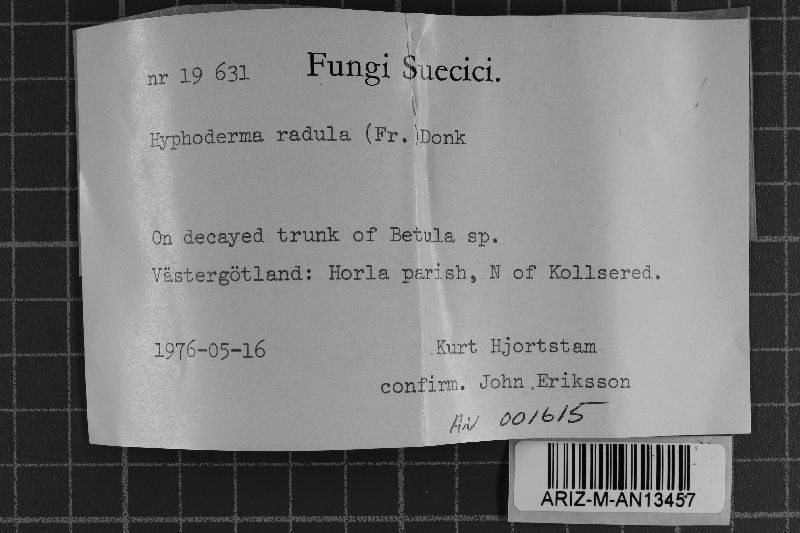 nr 19 631 Fungi Suecici.
Hyphoderma radula (Fr.)Donk
On decayed trunk of Betula sp.
Västergötland: Horla parish, N of Kollsered.
1976-05-16 Kurt Hjortstam
confirm. John Eriksson
AN 001615
ARIZ-M-AN13457